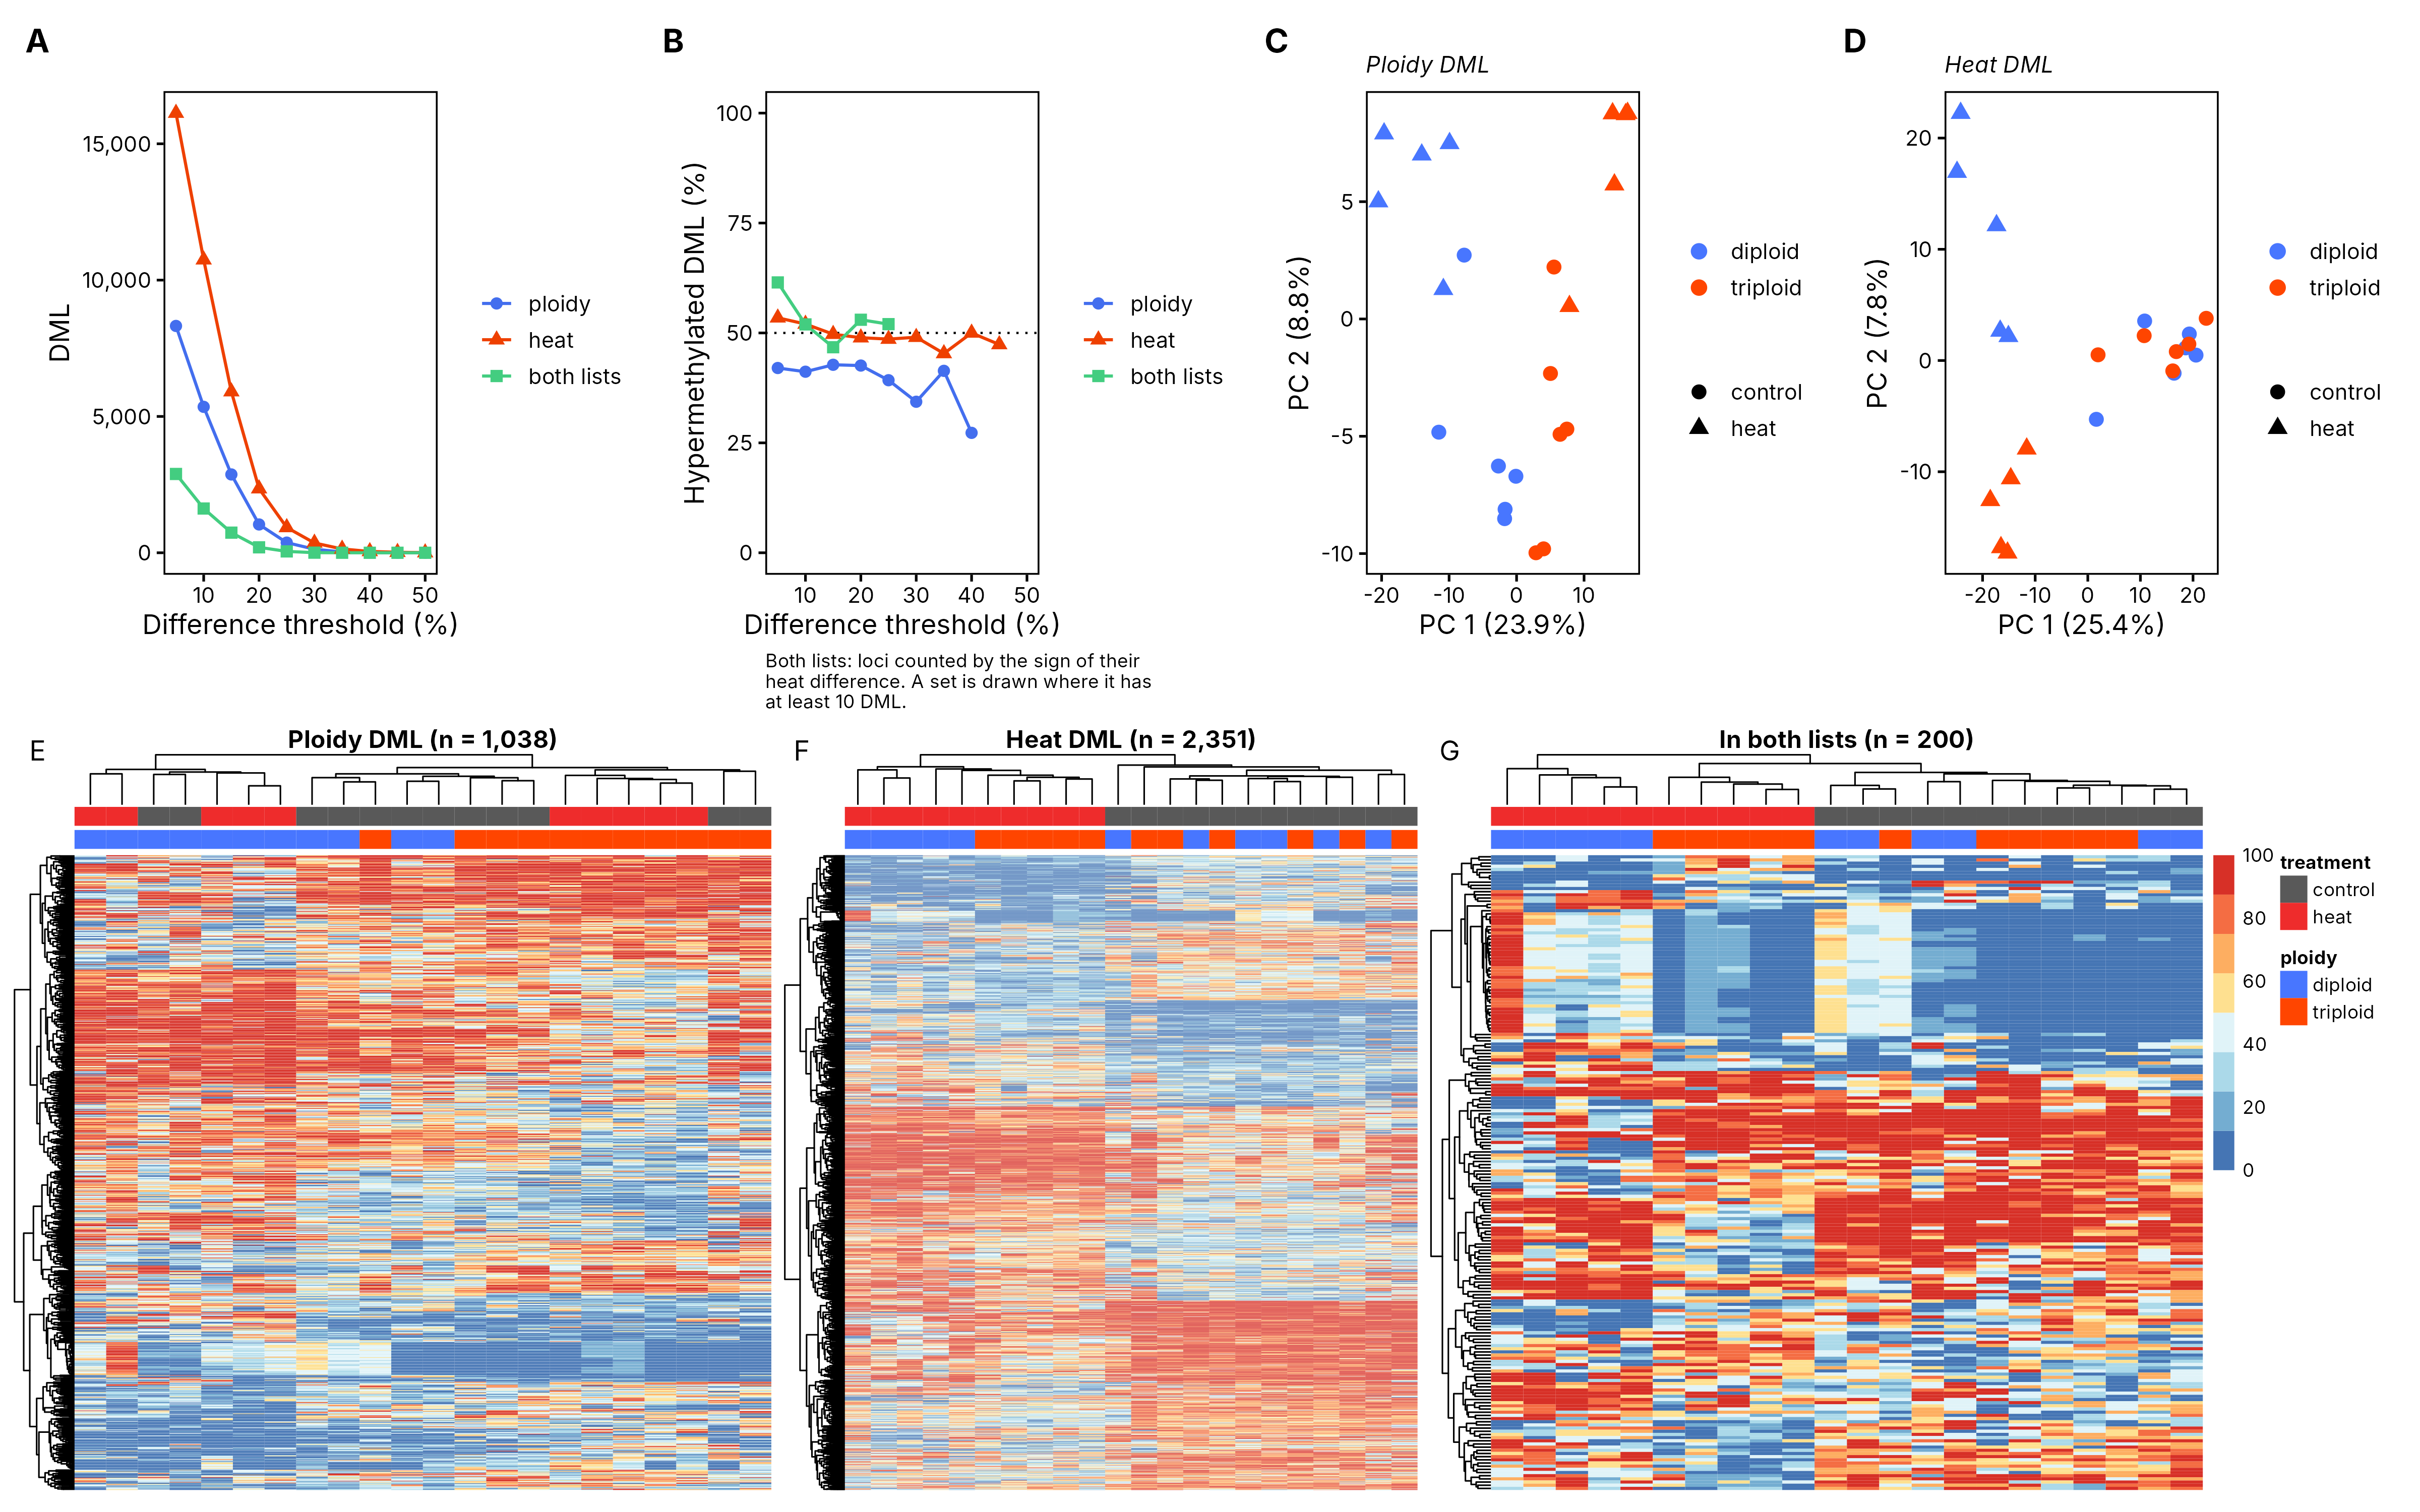 A
15,000
10,000
5,000
0
DML
10 20 30 40 50
Difference threshold (%)
ploidy
heat
both lists
B
100
75
50
25
0
Hypermethylated DML (%)
10 20 30 40 50
Difference threshold (%)
Both lists: loci counted by the sign of their
heat difference. A set is drawn where it has
at least 10 DML.
ploidy
heat
both lists
C
Ploidy DML
5
0
-5
-10
PC 2 (8.8%)
-20 -10 0 10
PC 1 (23.9%)
diploid
triploid
control
heat
D
Heat DML
20
10
0
-10
PC 2 (7.8%)
-20 -10 0 10 20
PC 1 (25.4%)
diploid
triploid
control
heat
E
Ploidy DML (n = 1,038)
F
Heat DML (n = 2,351)
G
In both lists (n = 200)
100
80
60
40
20
0
treatment
control
heat
ploidy
diploid
triploid